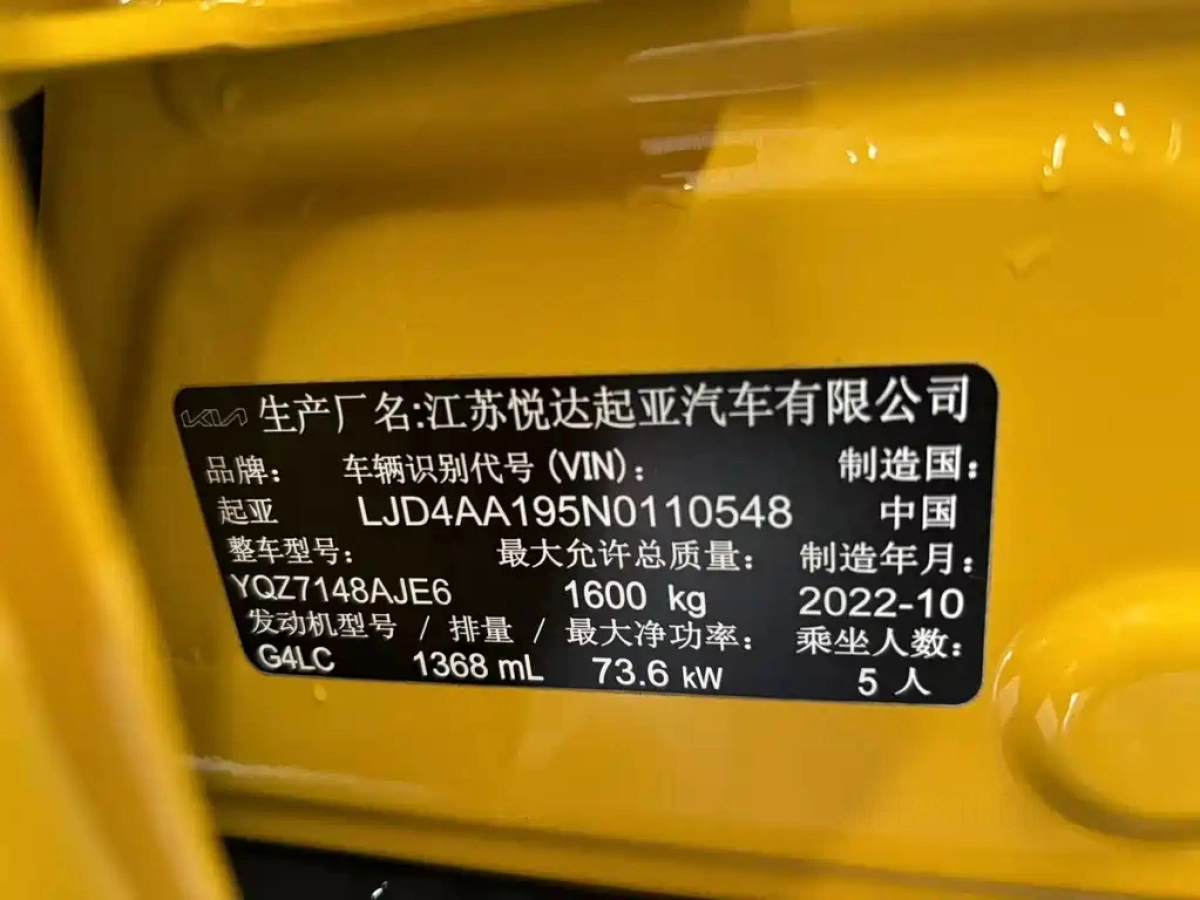 KIA 生产厂名:江苏悦达起亚汽车有限公司
品牌: 车辆识别代号(VIN): 制造国:
起亚 LJD4AA195N0110548 中国
整车型号: 最大允许总质量: 制造年月:
YQZ7148AJE6 1600 kg 2022-10
发动机型号 / 排量 / 最大净功率: 乘坐人数:
G4LC 1368 mL 73.6 kW 5 人